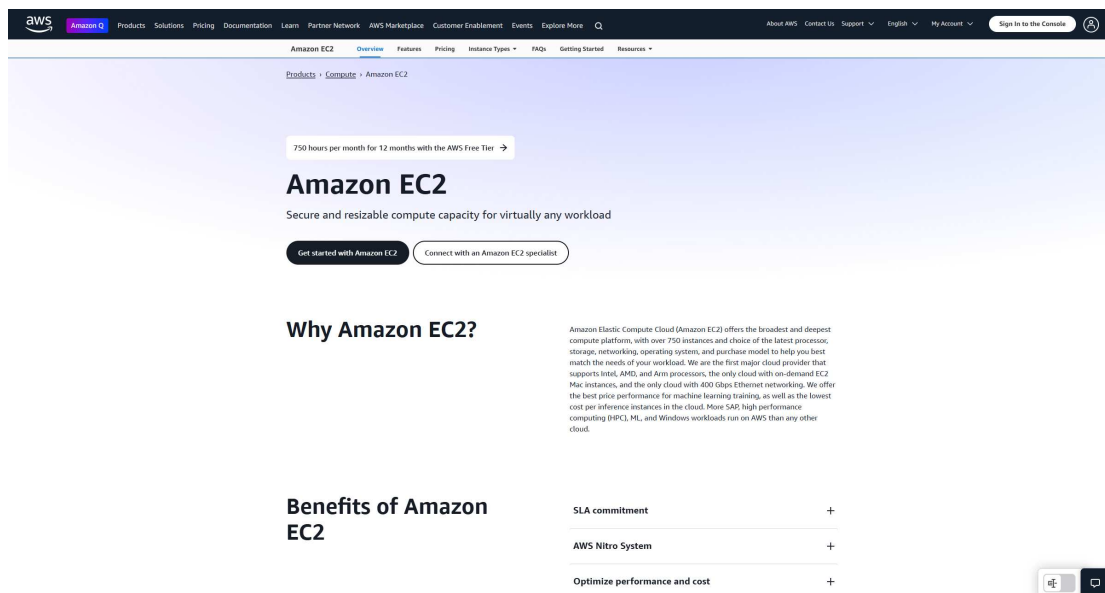 aws
Amazon Q Products Solutions Pricing Documentation Learn Partner Network AWS Marketplace Customer Enablement Events Explore More
About AWS Contact Us Support English My Account Sign In to the Console
Amazon EC2 Overview Features Pricing Instance Types FAQs Getting Started Resources
Products › Compute › Amazon EC2
750 hours per month for 12 months with the AWS Free Tier →
Amazon EC2
Secure and resizable compute capacity for virtually any workload
Get started with Amazon EC2 Connect with an Amazon EC2 specialist
Why Amazon EC2?
Amazon Elastic Compute Cloud (Amazon EC2) offers the broadest and deepest
compute platform, with over 750 instances and choice of the latest processor,
storage, networking, operating system, and purchase model to help you best
match the needs of your workload. We are the first major cloud provider that
supports Intel, AMD, and Arm processors, the only cloud with on-demand EC2
Mac instances, and the only cloud with 400 Gbps Ethernet networking. We offer
the best price performance for machine learning training, as well as the lowest
cost per inference instances in the cloud. More SAP, high performance
computing (HPC), ML, and Windows workloads run on AWS than any other
cloud.
Benefits of Amazon
EC2
SLA commitment +
AWS Nitro System +
Optimize performance and cost +